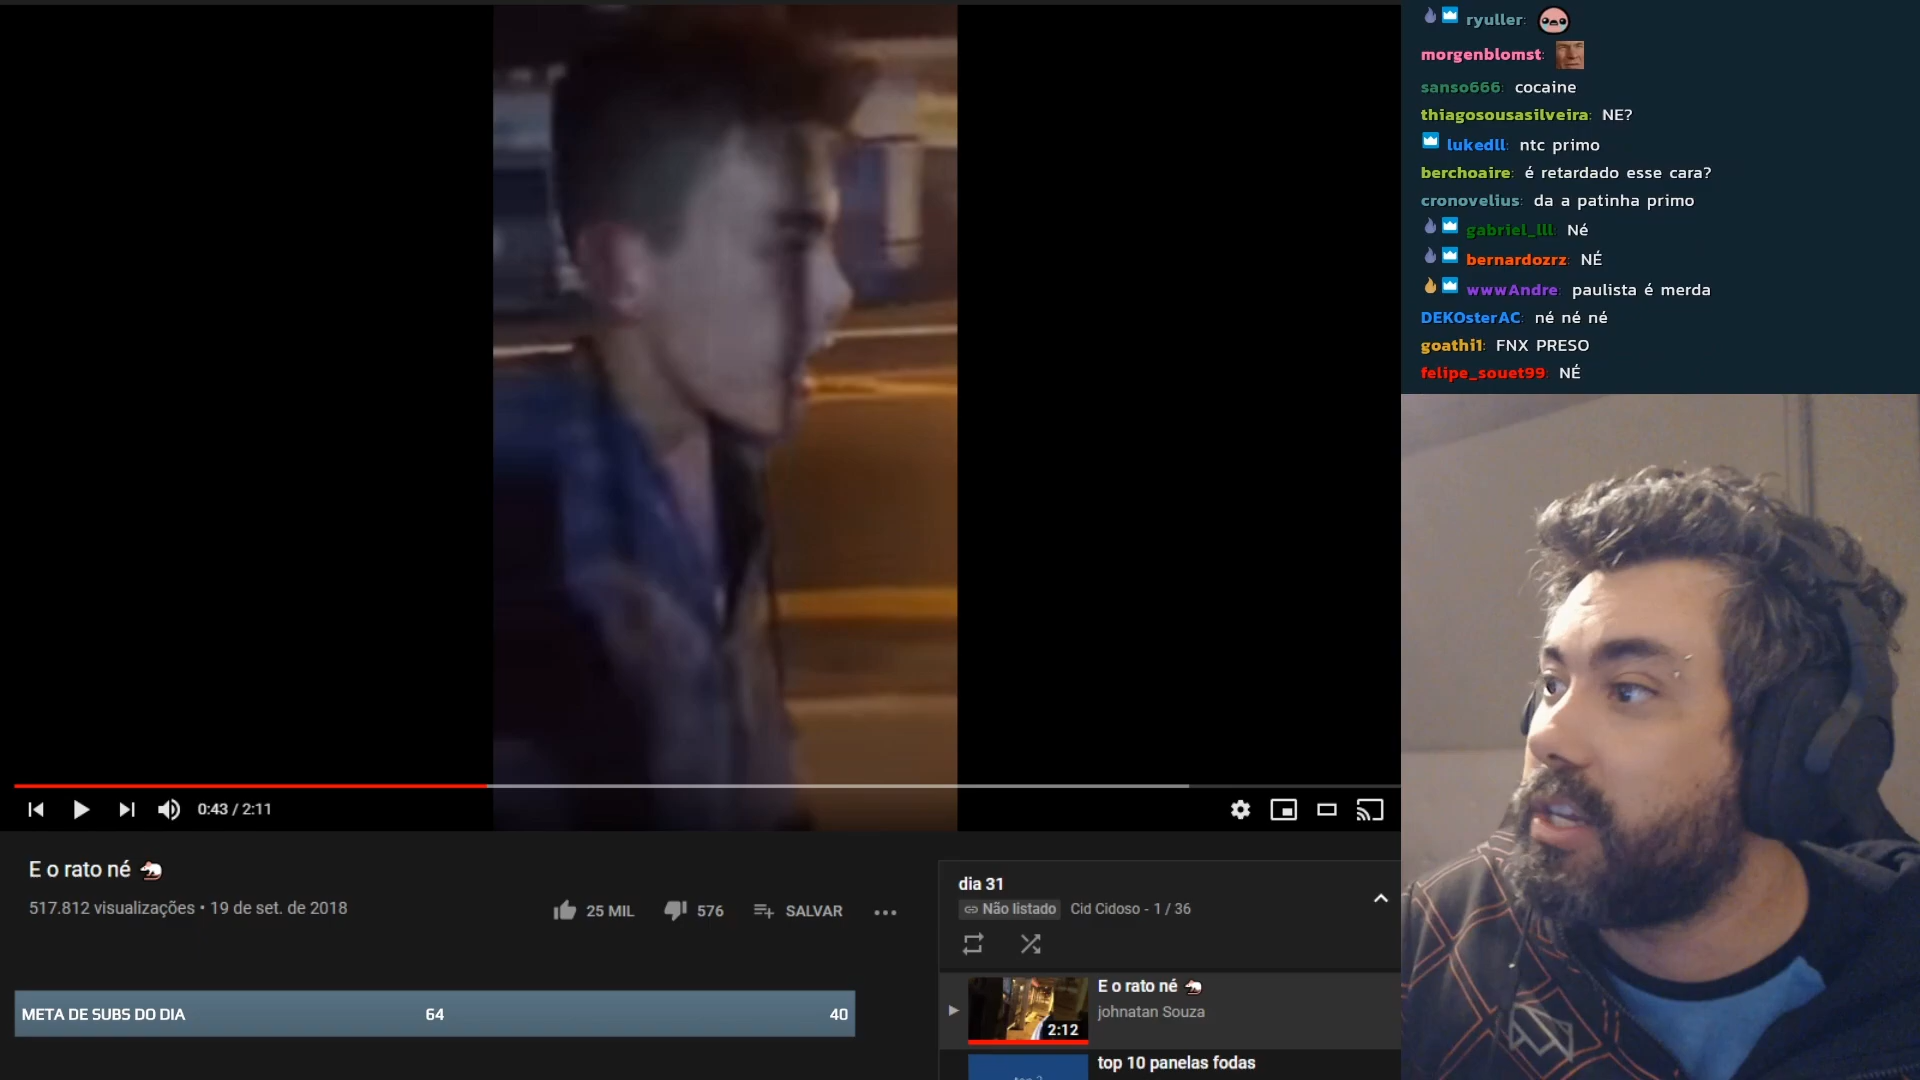 ryuller:
morgenblomst:
sanso666: cocaine
thiagosousasilveira: NE?
lukedll: ntc primo
berchoaire: é retardado esse cara?
cronovelius: da a patinha primo
gabriel_lll: Né
bernardozrz: NÉ
wwwAndre: paulista é merda
DEKOsterAC: né né né
goathi1: FNX PRESO
felipe_souet99: NÉ
0:43 / 2:11
E o rato né
517.812 visualizações • 19 de set. de 2018
25 MIL
576
SALVAR
META DE SUBS DO DIA 64 40
dia 31
Não listado Cid Cidoso - 1 / 36
E o rato né
johnatan Souza
2:12
top 10 panelas fodas